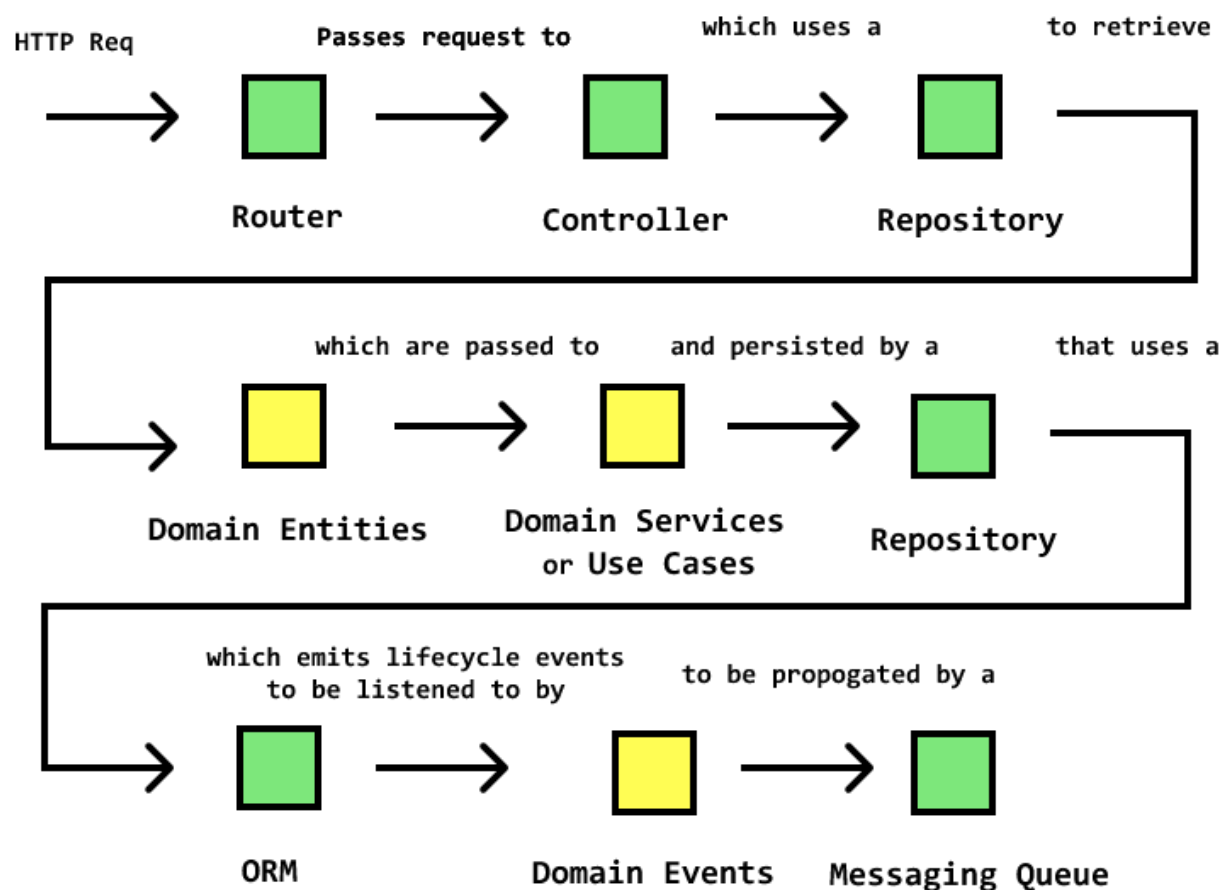 HTTP Req
Passes request to
which uses a
to retrieve
Router
Controller
Repository
which are passed to
and persisted by a
that uses a
Domain Entities
Domain Services
or Use Cases
Repository
which emits lifecycle events
to be listened to by
to be propogated by a
ORM
Domain Events
Messaging Queue